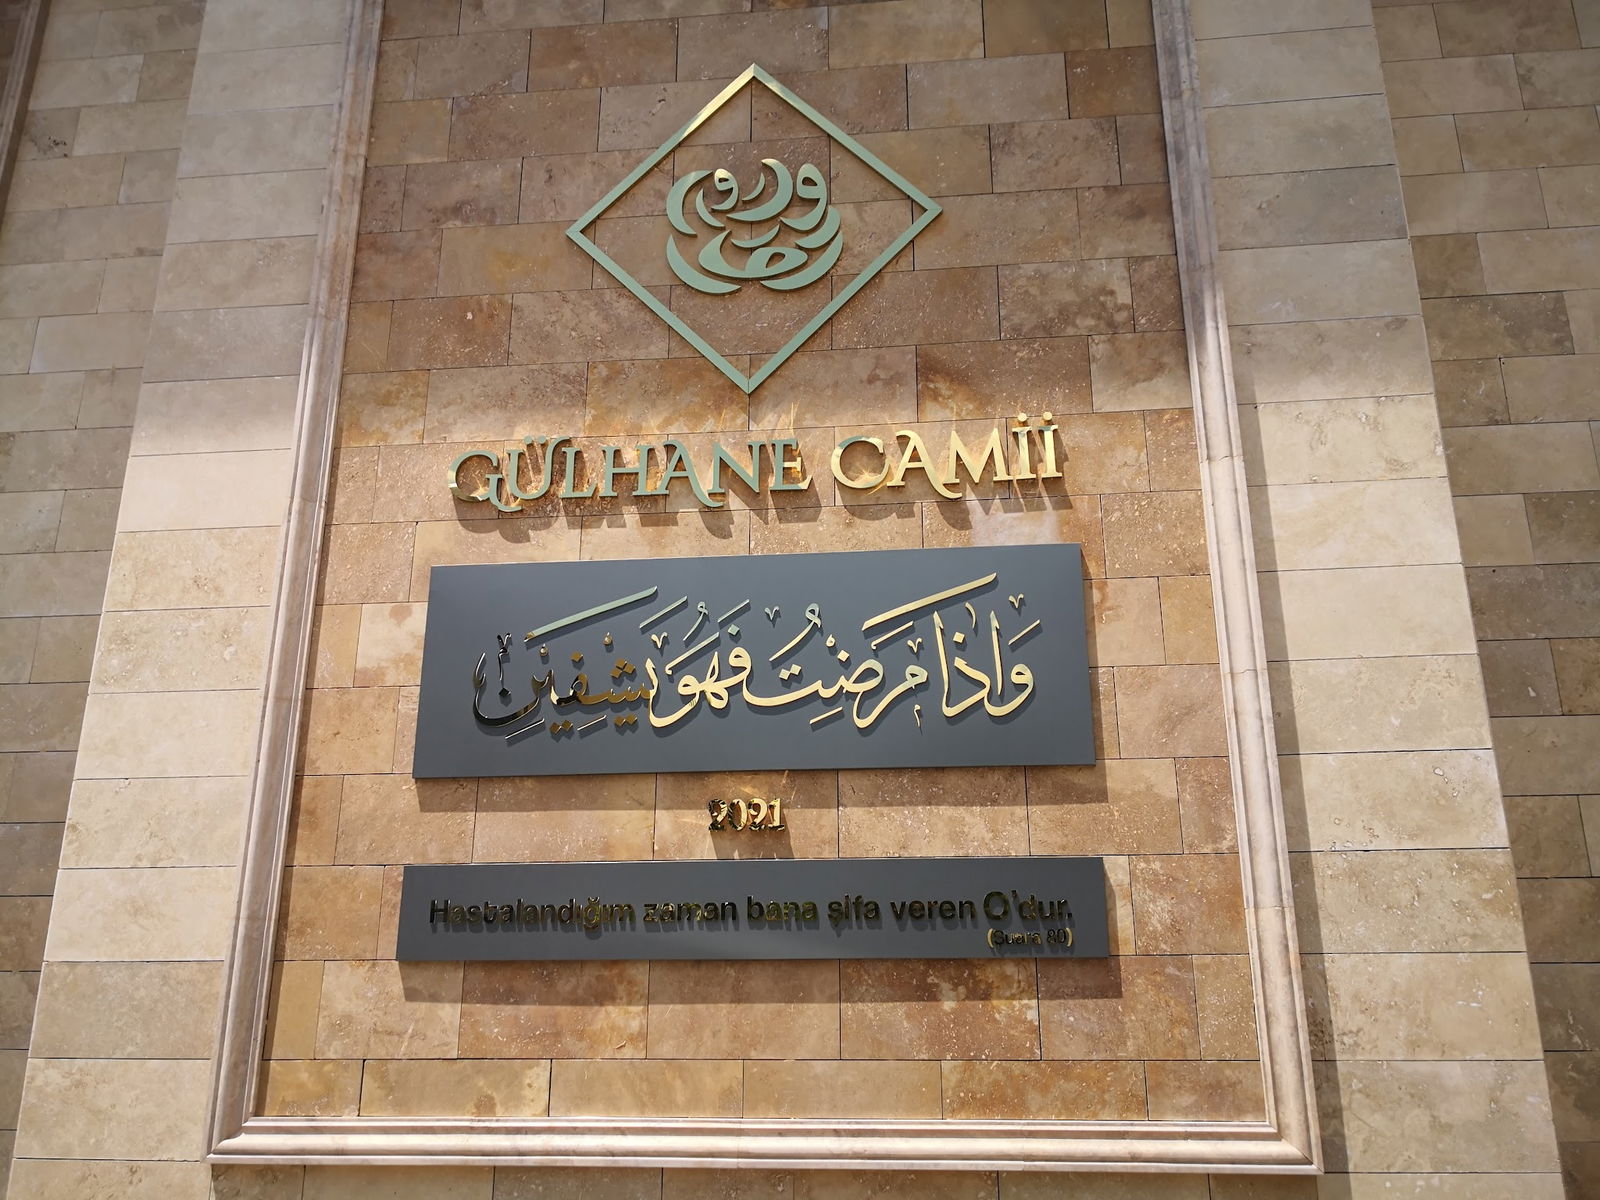 GÜLHANE CAMİİ
وَاِذَا مَرَضْتُ فَهُوَ يَشْفِينِ
2021
Hastalandığım zaman bana şifa veren O'dur.
(Şuara 80)